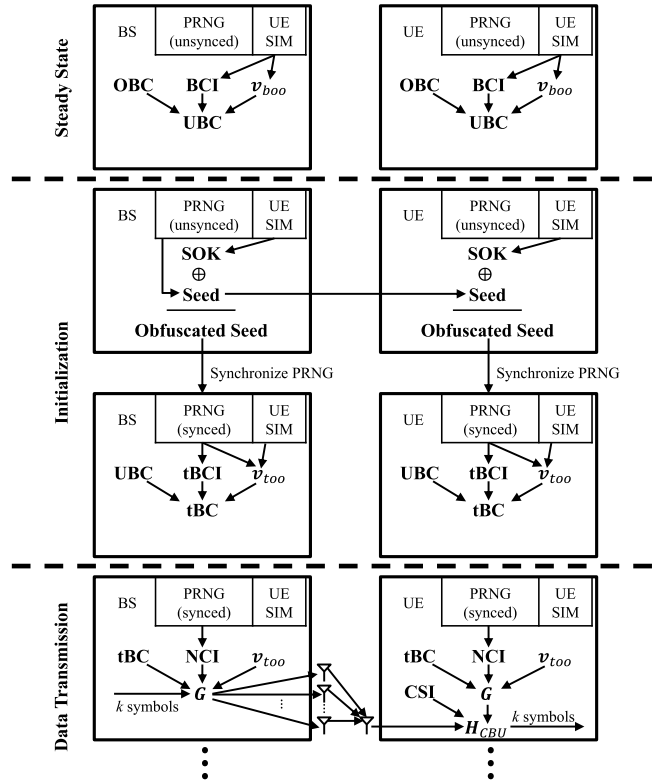 Steady State
BS
PRNG
(unsynced)
UE
SIM
OBC
BCI
v_boo
UBC
UE
PRNG
(unsynced)
UE
SIM
OBC
BCI
v_boo
UBC
Initialization
BS
PRNG
(unsynced)
UE
SIM
SOK
⊕
Seed
Obfuscated Seed
UE
PRNG
(unsynced)
UE
SIM
SOK
⊕
Seed
Obfuscated Seed
Synchronize PRNG
Synchronize PRNG
BS
PRNG
(synced)
UE
SIM
UBC
tBCI
v_too
tBC
UE
PRNG
(synced)
UE
SIM
UBC
tBCI
v_too
tBC
Data Transmission
BS
PRNG
(synced)
UE
SIM
tBC
NCI
v_too
G
k symbols
UE
PRNG
(synced)
UE
SIM
tBC
NCI
v_too
CSI
G
H_CBU
k symbols